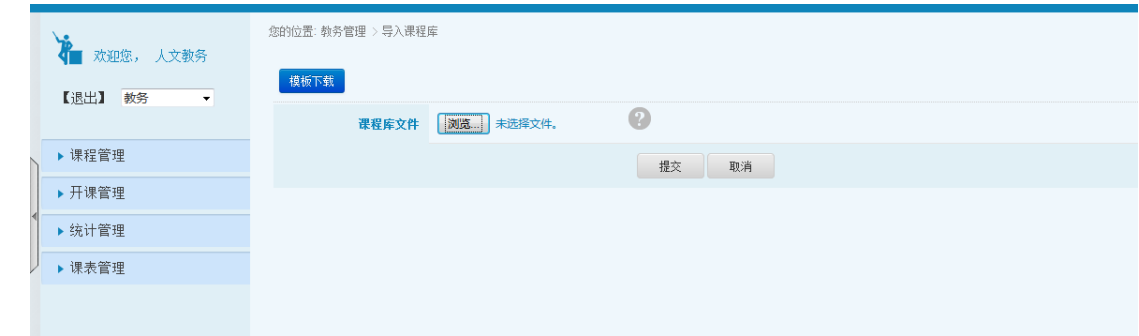 您的位置: 教务管理 > 导入课程库
欢迎您， 人文教务
【退出】 教务
模板下载
课程库文件 浏览... 未选择文件。 ?
提交 取消
课程管理
开课管理
统计管理
课表管理